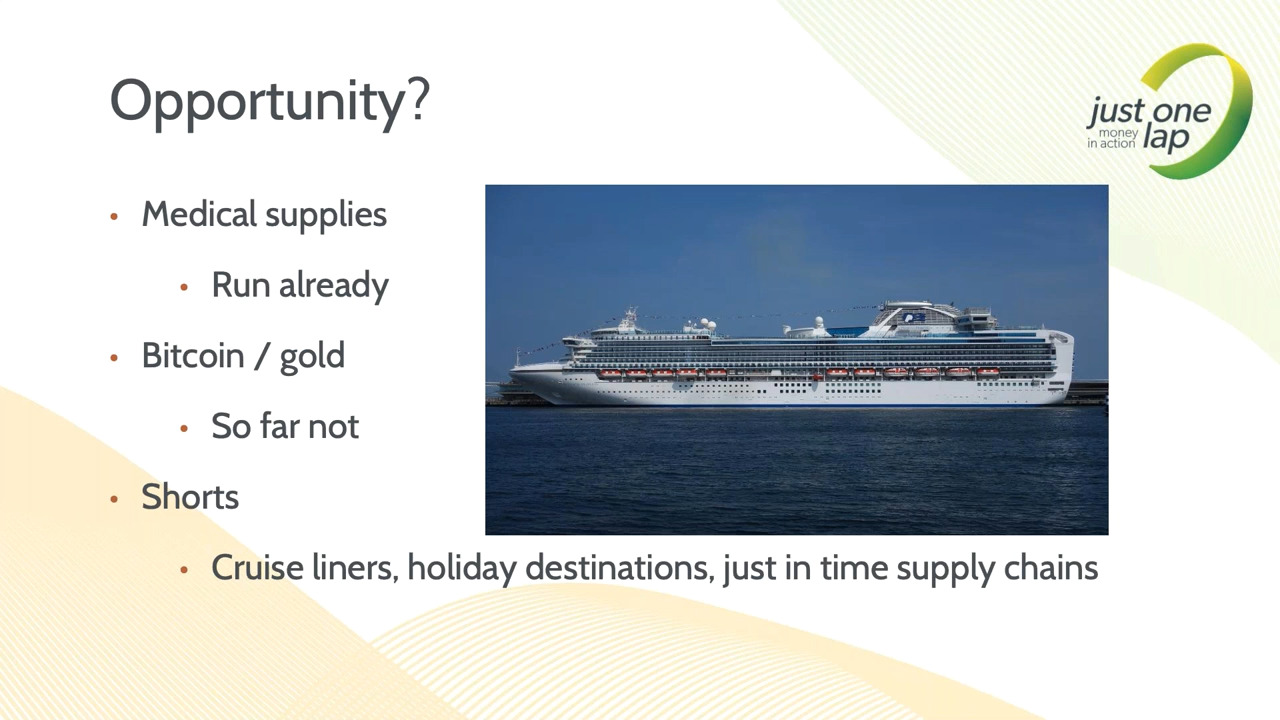 Opportunity?
just one
money
in action
lap
Medical supplies
Run already
Bitcoin / gold
So far not
Shorts
Cruise liners, holiday destinations, just in time supply chains